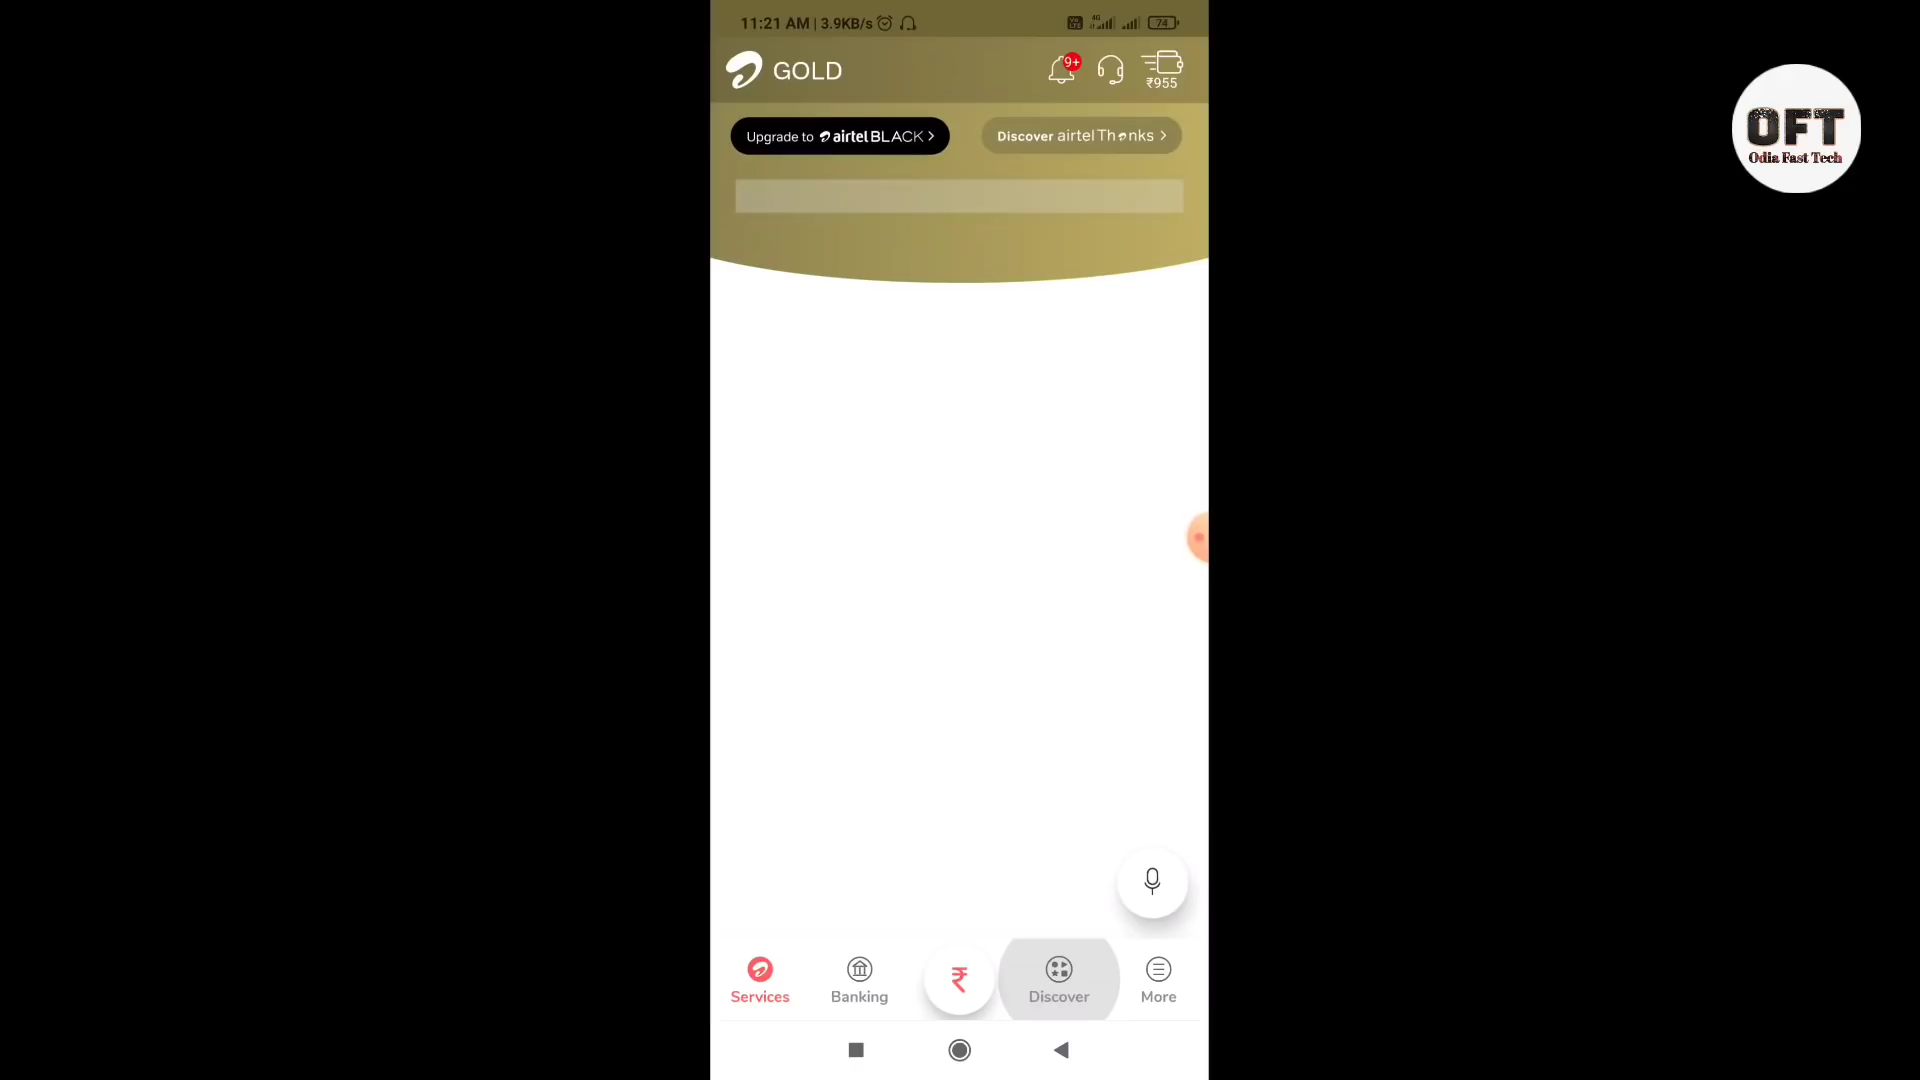 11:21 AM | 3.9KB/s
74
GOLD
9+
₹955
Upgrade to airtel BLACK >
Discover airtel Thanks >
OFT
Odia Fast Tech
₹
Services
Banking
Discover
More